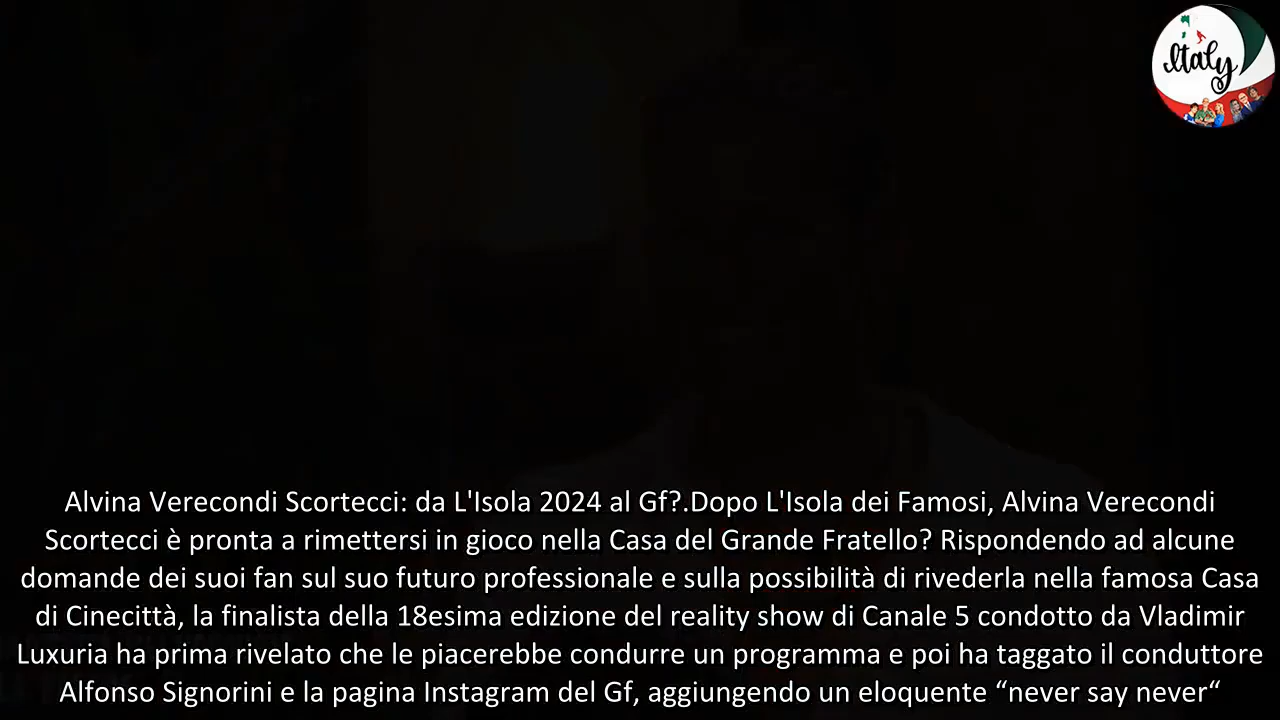 Italy
Alvina Verecondi Scortecci: da L'Isola 2024 al Gf?.Dopo L'Isola dei Famosi, Alvina Verecondi
Scortecci è pronta a rimettersi in gioco nella Casa del Grande Fratello? Rispondendo ad alcune
domande dei suoi fan sul suo futuro professionale e sulla possibilità di rivederla nella famosa Casa
di Cinecittà, la finalista della 18esima edizione del reality show di Canale 5 condotto da Vladimir
Luxuria ha prima rivelato che le piacerebbe condurre un programma e poi ha taggato il conduttore
Alfonso Signorini e la pagina Instagram del Gf, aggiungendo un eloquente “never say never“